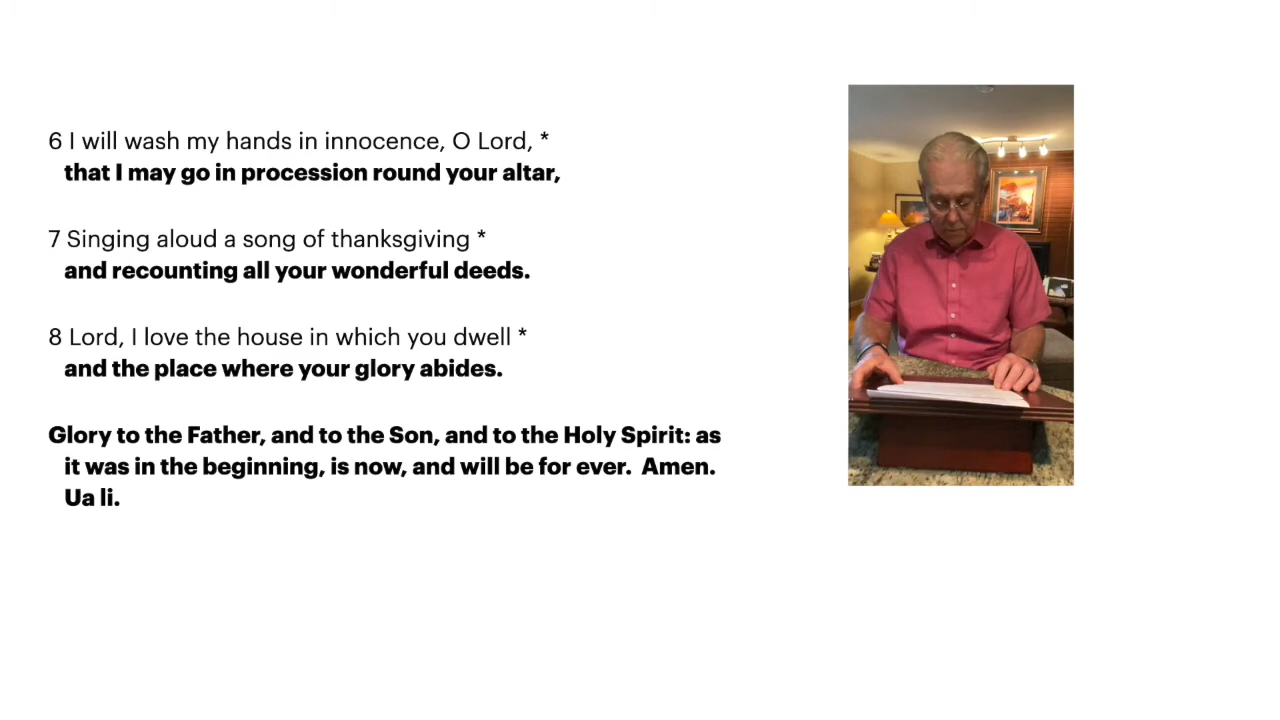 6 I will wash my hands in innocence, O Lord, *
that I may go in procession round your altar,
7 Singing aloud a song of thanksgiving *
and recounting all your wonderful deeds.
8 Lord, I love the house in which you dwell *
and the place where your glory abides.
Glory to the Father, and to the Son, and to the Holy Spirit: as
it was in the beginning, is now, and will be for ever.  Amen.
Ua li.